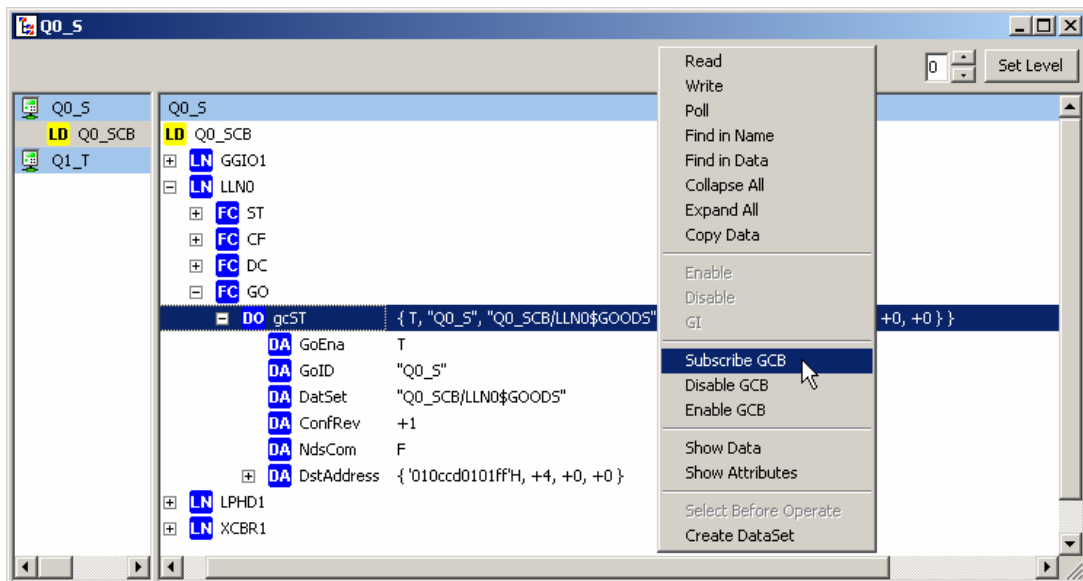 Q0_S
0 Set Level
Q0_S
LD Q0_SCB
Q1_T
Q0_S
LD Q0_SCB
LN GGIO1
LN LLN0
FC ST
FC CF
FC DC
FC GO
DO gcST { T, "Q0_S", "Q0_SCB/LLN0$GOODS" +0, +0 } }
DA GoEna T
DA GoID "Q0_S"
DA DatSet "Q0_SCB/LLN0$GOODS"
DA ConfRev +1
DA NdsCom F
DA DstAddress { '010ccd0101ff'H, +4, +0, +0 }
LN LPHD1
LN XCBR1
Read
Write
Poll
Find in Name
Find in Data
Collapse All
Expand All
Copy Data
Enable
Disable
GI
Subscribe GCB
Disable GCB
Enable GCB
Show Data
Show Attributes
Select Before Operate
Create DataSet